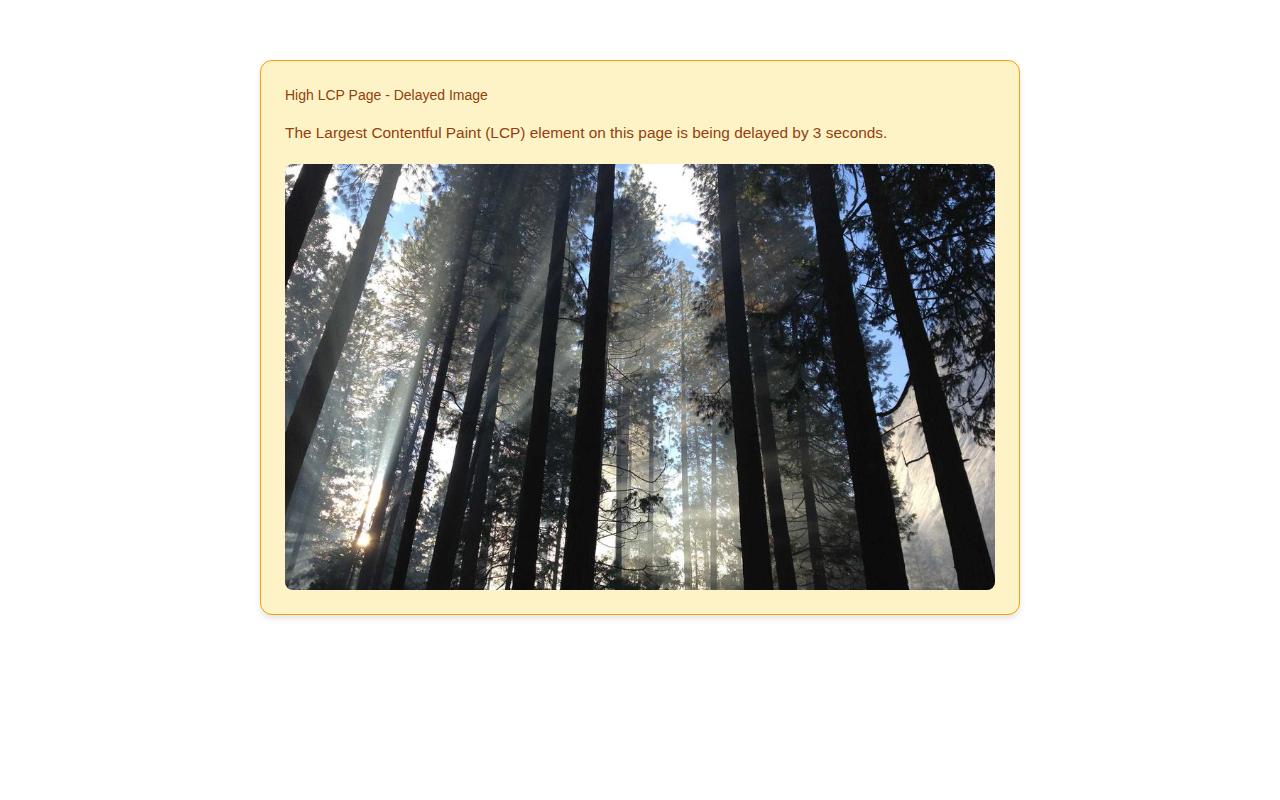 High LCP Page - Delayed Image
The Largest Contentful Paint (LCP) element on this page is being delayed by 3 seconds.